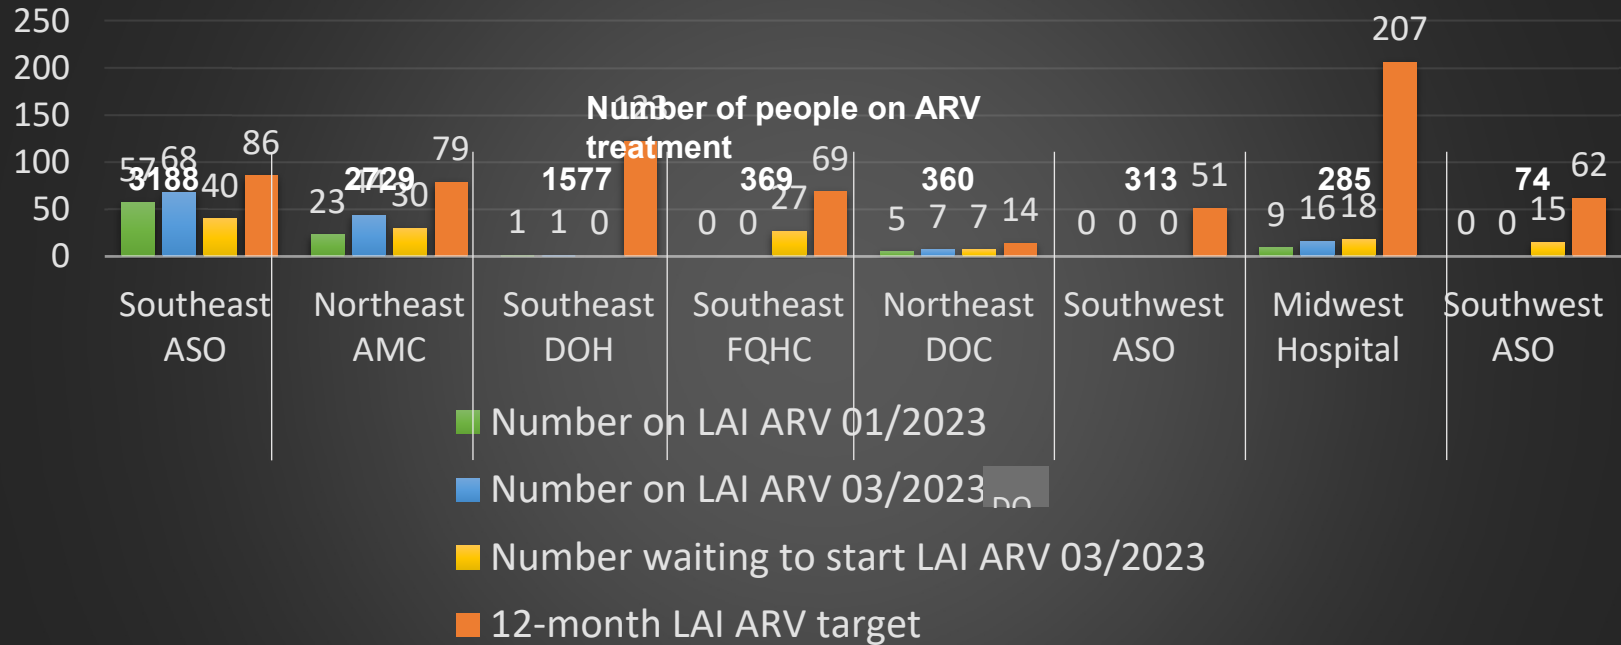 250
200
150
100
50
0
207
Number of people on ARV
treatment
123
57 68 40 86
23 44 30 79
1 1 0
0 0 27 69
5 7 7 14
0 0 0 51
9 16 18
0 0 15 62
3188 2729 1577 369 360 313 285 74
Southeast ASO
Northeast AMC
Southeast DOH
Southeast FQHC
Northeast DOC
Southwest ASO
Midwest Hospital
Southwest ASO
Number on LAI ARV 01/2023
Number on LAI ARV 03/2023
Number waiting to start LAI ARV 03/2023
12-month LAI ARV target